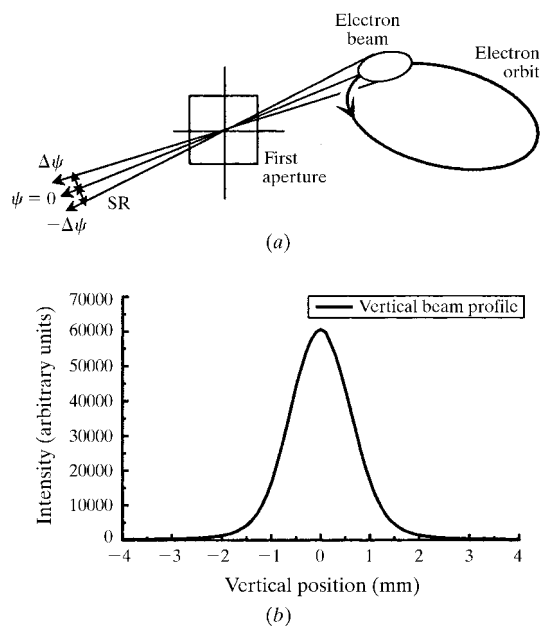 Electron
beam
Electron
orbit
First
aperture
Δψ
ψ = 0
SR
−Δψ
(a)
70000
60000
50000
40000
30000
20000
10000
0
Intensity (arbitrary units)
Vertical beam profile
−4 −3 −2 −1 0 1 2 3 4
Vertical position (mm)
(b)